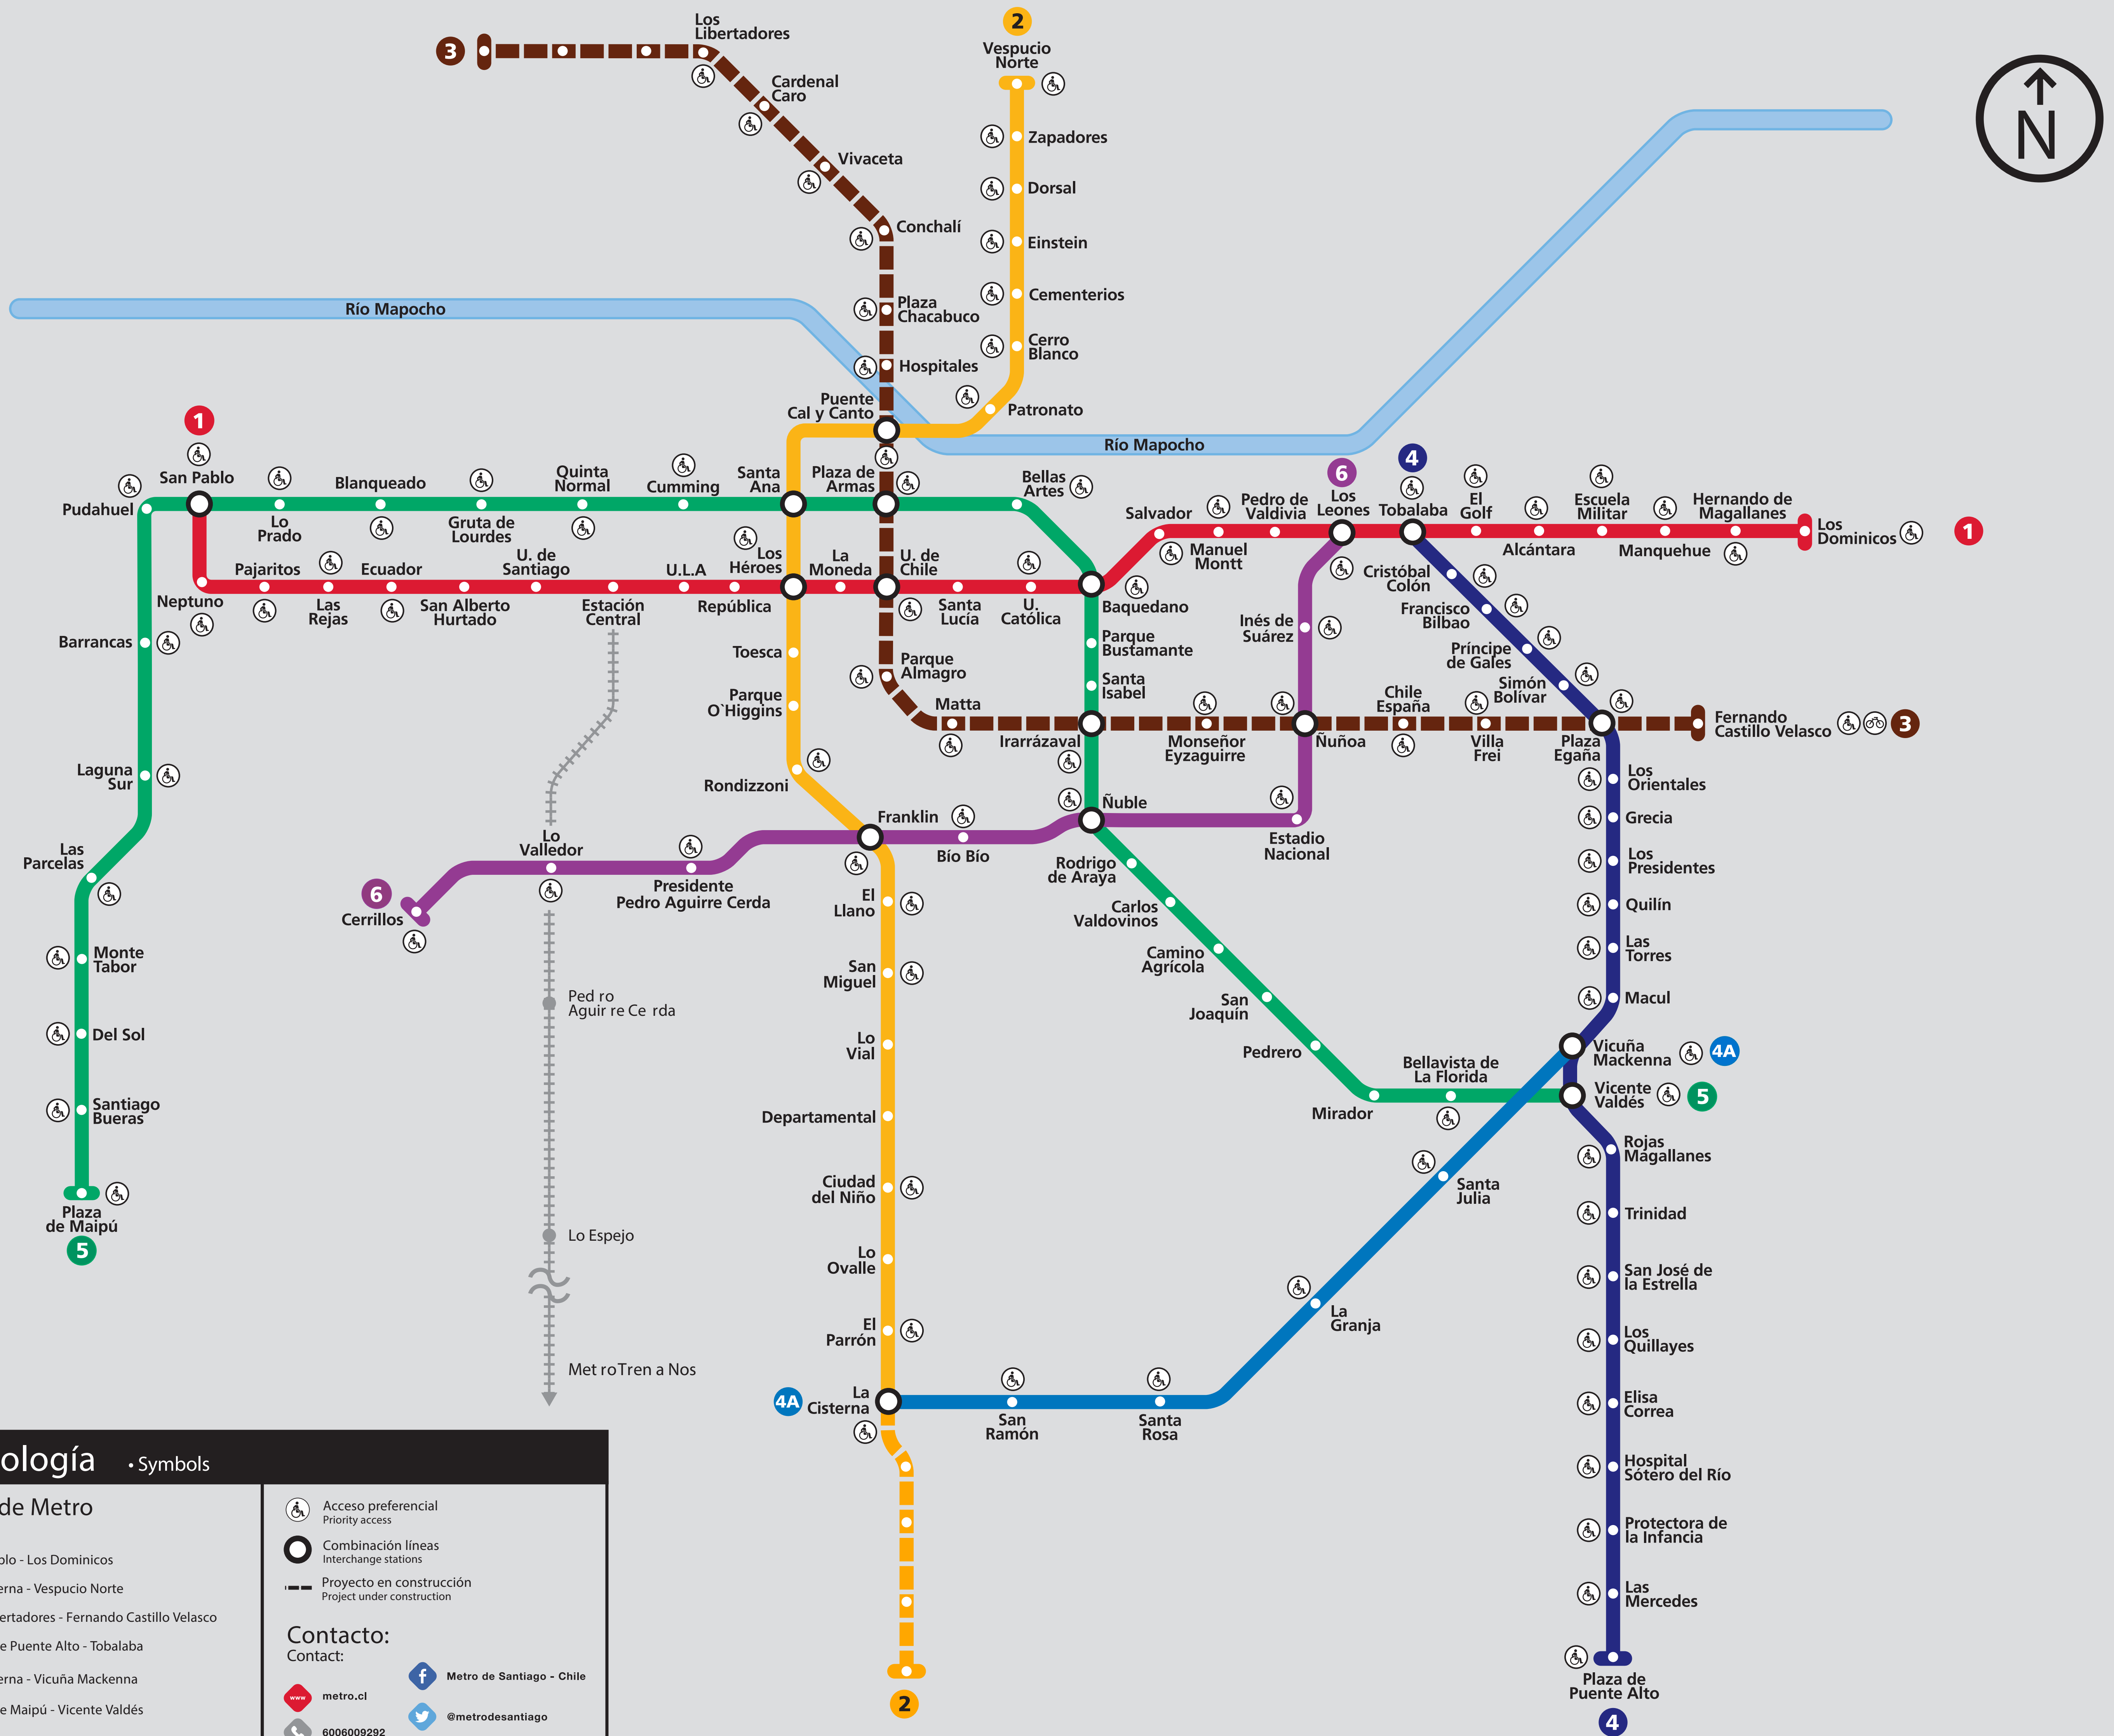 3
Los
Libertadores
Cardenal
Caro
Vivaceta
Conchalí
Plaza
Chacabuco
Hospitales
2
Vespucio
Norte
Zapadores
Dorsal
Einstein
Cementerios
Cerro
Blanco
Patronato
N
Río Mapocho
Río Mapocho
Puente
Cal y Canto
1
San Pablo
Pudahuel
Lo
Prado
Blanqueado
Gruta de
Lourdes
Quinta
Normal
Cumming
Santa
Ana
Plaza de
Armas
Bellas
Artes
Neptuno
Pajaritos
Las
Rejas
Ecuador
San Alberto
Hurtado
U. de
Santiago
Estación
Central
U.L.A
República
Los
Héroes
La
Moneda
U. de
Chile
Santa
Lucía
U.
Católica
Baquedano
Salvador
Manuel
Montt
Pedro de
Valdivia
6
Los
Leones
4
Tobalaba
El
Golf
Alcántara
Escuela
Militar
Manquehue
Hernando de
Magallanes
Los
Dominicos
1
Barrancas
Laguna
Sur
Las
Parcelas
Monte
Tabor
Del Sol
Santiago
Bueras
Plaza
de Maipú
5
Toesca
Parque
O`Higgins
Rondizzoni
Parque
Almagro
Matta
Parque
Bustamante
Santa
Isabel
Irarrázaval
Monseñor
Eyzaguirre
Inés de
Suárez
Ñuñoa
Chile
España
Villa
Frei
Plaza
Egaña
Fernando
Castillo Velasco
3
Cristóbal
Colón
Francisco
Bilbao
Príncipe
de Gales
Simón
Bolívar
6
Cerrillos
Lo
Valledor
Presidente
Pedro Aguirre Cerda
Franklin
Bío Bío
Ñuble
Estadio
Nacional
Los
Orientales
Grecia
Los
Presidentes
Quilín
Las
Torres
Macul
Vicuña
Mackenna
4A
Vicente
Valdés
5
Rodrigo
de Araya
Carlos
Valdovinos
Camino
Agrícola
San
Joaquín
Pedrero
Mirador
Bellavista de
La Florida
El
Llano
San
Miguel
Lo
Vial
Departamental
Ciudad
del Niño
Lo
Ovalle
El
Parrón
4A
La
Cisterna
San
Ramón
Santa
Rosa
La
Granja
Santa
Julia
Rojas
Magallanes
Trinidad
San José de
la Estrella
Los
Quillayes
Elisa
Correa
Hospital
Sótero del Río
Protectora de
la Infancia
Las
Mercedes
Plaza de
Puente Alto
4
2
Ped ro
Aguir re Ce rda
Lo Espejo
Met roTren a Nos
ología • Symbols
de Metro
blo - Los Dominicos
erna - Vespucio Norte
ertadores - Fernando Castillo Velasco
e Puente Alto - Tobalaba
erna - Vicuña Mackenna
e Maipú - Vicente Valdés
Acceso preferencial
Priority access
Combinación líneas
Interchange stations
Proyecto en construcción
Project under construction
Contacto:
Contact:
Metro de Santiago - Chile
www
metro.cl
@metrodesantiago
6006009292